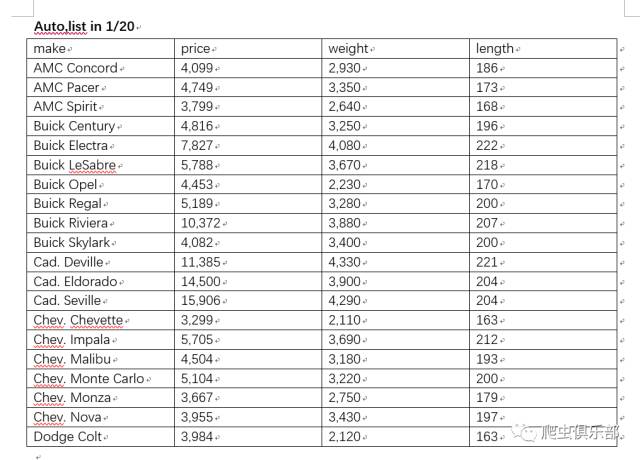 Auto,list in 1/20
make price weight length
AMC Concord 4,099 2,930 186
AMC Pacer 4,749 3,350 173
AMC Spirit 3,799 2,640 168
Buick Century 4,816 3,250 196
Buick Electra 7,827 4,080 222
Buick LeSabre 5,788 3,670 218
Buick Opel 4,453 2,230 170
Buick Regal 5,189 3,280 200
Buick Riviera 10,372 3,880 207
Buick Skylark 4,082 3,400 200
Cad. Deville 11,385 4,330 221
Cad. Eldorado 14,500 3,900 204
Cad. Seville 15,906 4,290 204
Chev. Chevette 3,299 2,110 163
Chev. Impala 5,705 3,690 212
Chev. Malibu 4,504 3,180 193
Chev. Monte Carlo 5,104 3,220 200
Chev. Monza 3,667 2,750 179
Chev. Nova 3,955 3,430 197
Dodge Colt 3,984 2,120 163
爬虫俱乐部